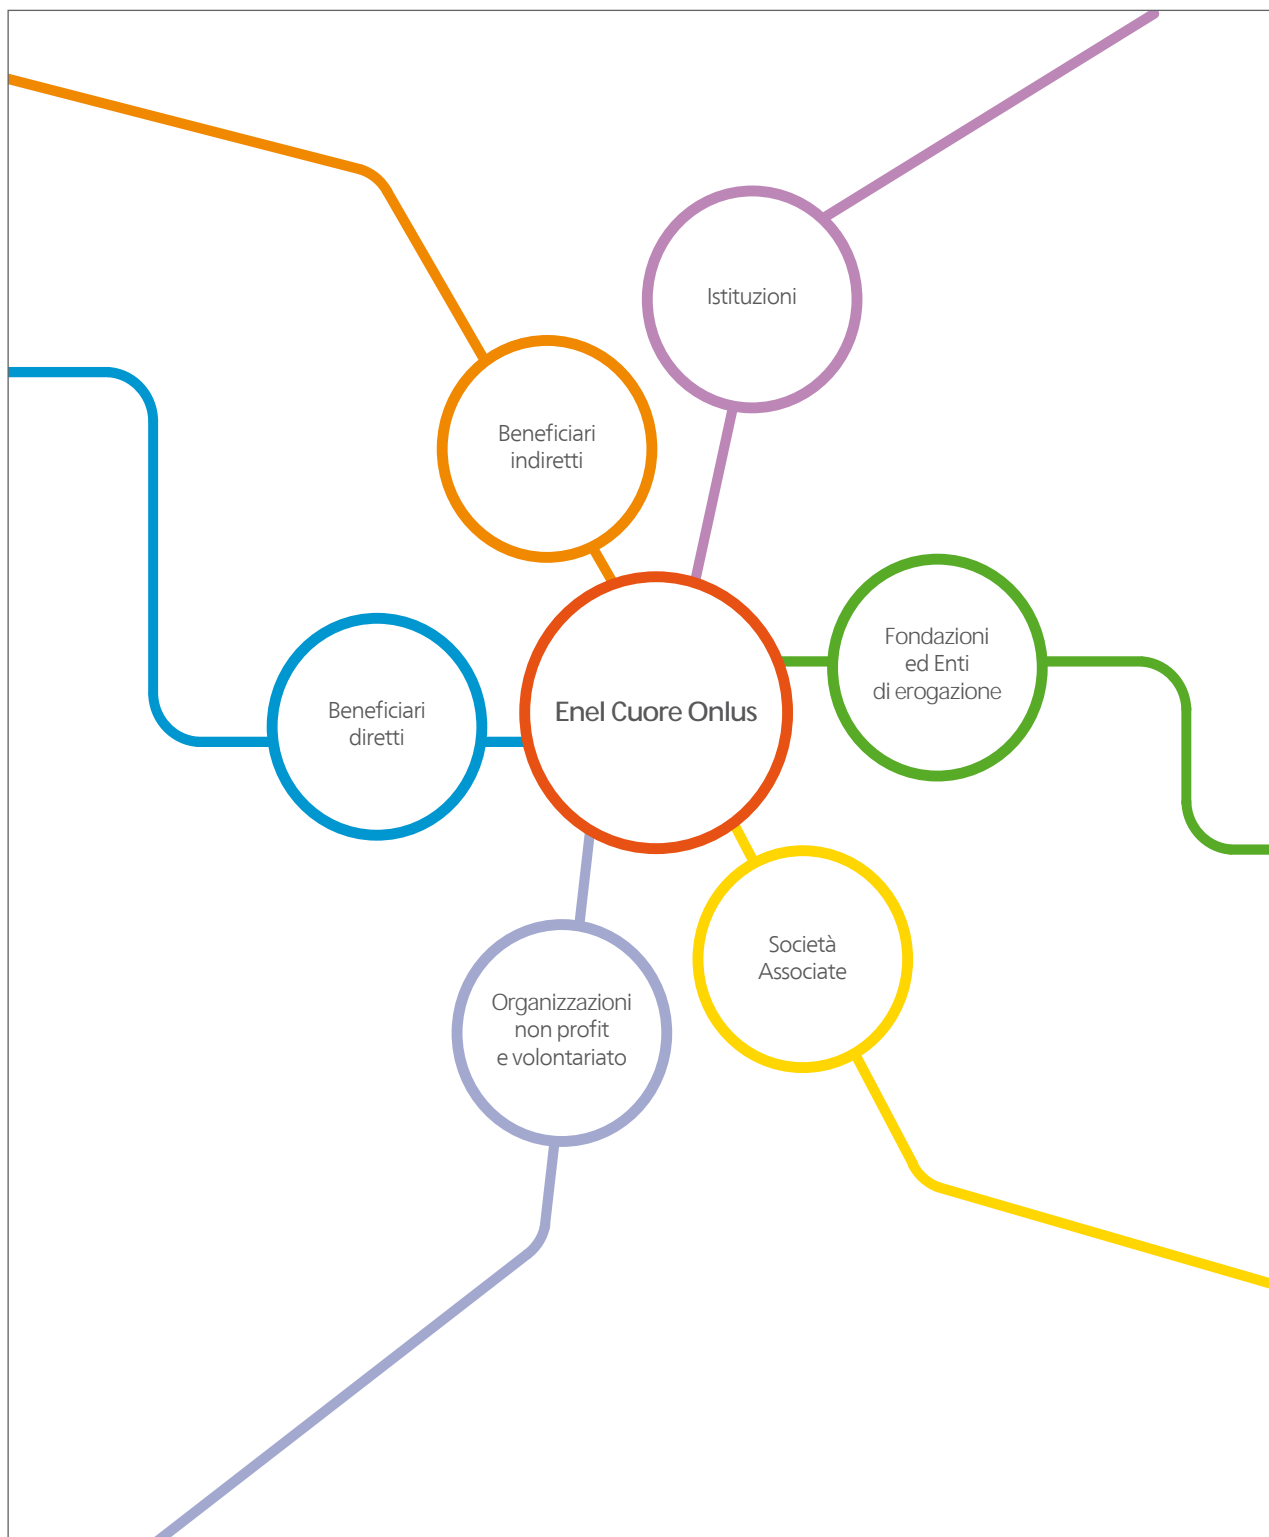 Istituzioni
Beneficiari
indiretti
Fondazioni
ed Enti
di erogazione
Enel Cuore Onlus
Beneficiari
diretti
Società
Associate
Organizzazioni
non profit
e volontariato